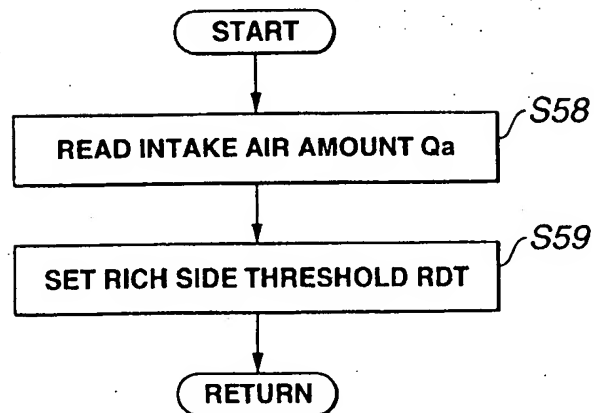 START
S58
READ INTAKE AIR AMOUNT Qa
S59
SET RICH SIDE THRESHOLD RDT
RETURN